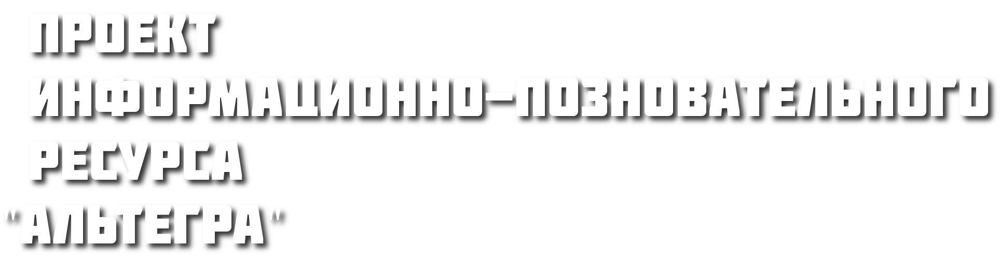 ПРОЕКТ
ИНФОРМАЦИОННО-ПОЗНОВАТЕЛЬНОГО
РЕСУРСА
"АЛЬТЕГРА"